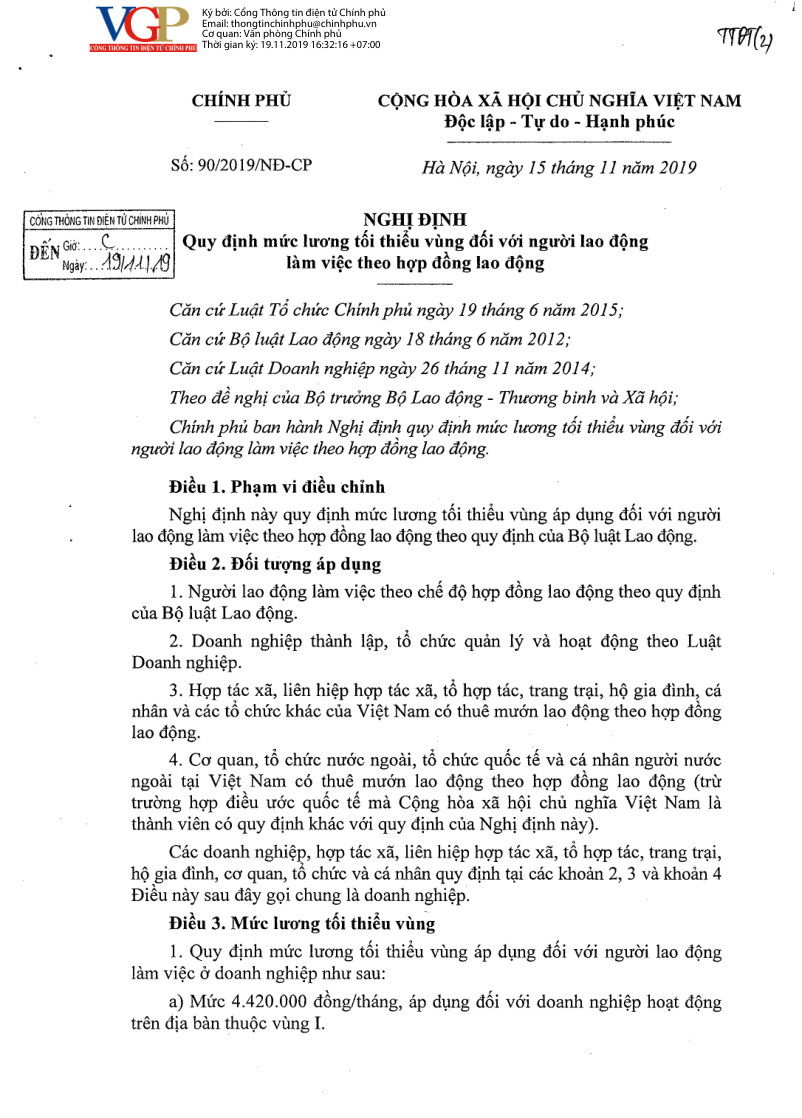 VGP
CỔNG THÔNG TIN ĐIỆN TỬ CHÍNH PHỦ
Ký bởi: Cổng Thông tin điện tử Chính phủ
Email: thongtinchinhphu@chinhphu.vn
Cơ quan: Văn phòng Chính phủ
Thời gian ký: 19.11.2019 16:32:16 +07:00
TTĐT(2)
CHÍNH PHỦ
CỘNG HÒA XÃ HỘI CHỦ NGHĨA VIỆT NAM
Độc lập - Tự do - Hạnh phúc
Số: 90/2019/NĐ-CP
Hà Nội, ngày 15 tháng 11 năm 2019
CỔNG THÔNG TIN ĐIỆN TỬ CHÍNH PHỦ
ĐẾN Giờ: ....C..........
Ngày: ...19/11/19
NGHỊ ĐỊNH
Quy định mức lương tối thiểu vùng đối với người lao động
làm việc theo hợp đồng lao động
Căn cứ Luật Tổ chức Chính phủ ngày 19 tháng 6 năm 2015;
Căn cứ Bộ luật Lao động ngày 18 tháng 6 năm 2012;
Căn cứ Luật Doanh nghiệp ngày 26 tháng 11 năm 2014;
Theo đề nghị của Bộ trưởng Bộ Lao động - Thương binh và Xã hội;
Chính phủ ban hành Nghị định quy định mức lương tối thiểu vùng đối với
người lao động làm việc theo hợp đồng lao động.
Điều 1. Phạm vi điều chỉnh
Nghị định này quy định mức lương tối thiểu vùng áp dụng đối với người
lao động làm việc theo hợp đồng lao động theo quy định của Bộ luật Lao động.
Điều 2. Đối tượng áp dụng
1. Người lao động làm việc theo chế độ hợp đồng lao động theo quy định
của Bộ luật Lao động.
2. Doanh nghiệp thành lập, tổ chức quản lý và hoạt động theo Luật
Doanh nghiệp.
3. Hợp tác xã, liên hiệp hợp tác xã, tổ hợp tác, trang trại, hộ gia đình, cá
nhân và các tổ chức khác của Việt Nam có thuê mướn lao động theo hợp đồng
lao động.
4. Cơ quan, tổ chức nước ngoài, tổ chức quốc tế và cá nhân người nước
ngoài tại Việt Nam có thuê mướn lao động theo hợp đồng lao động (trừ
trường hợp điều ước quốc tế mà Cộng hòa xã hội chủ nghĩa Việt Nam là
thành viên có quy định khác với quy định của Nghị định này).
Các doanh nghiệp, hợp tác xã, liên hiệp hợp tác xã, tổ hợp tác, trang trại,
hộ gia đình, cơ quan, tổ chức và cá nhân quy định tại các khoản 2, 3 và khoản 4
Điều này sau đây gọi chung là doanh nghiệp.
Điều 3. Mức lương tối thiểu vùng
1. Quy định mức lương tối thiểu vùng áp dụng đối với người lao động
làm việc ở doanh nghiệp như sau:
a) Mức 4.420.000 đồng/tháng, áp dụng đối với doanh nghiệp hoạt động
trên địa bàn thuộc vùng I.